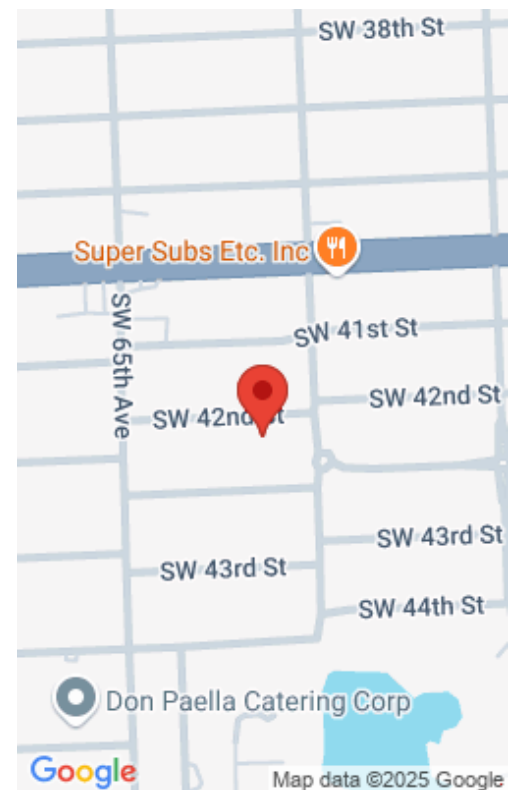 SW 38th St
Super Subs Etc. Inc
SW 41st St
SW 65th Ave
SW 42nd St
SW 42nd St
SW 43rd St
SW 43rd St
SW 44th St
Don Paella Catering Corp
Google
Map data ©2025 Google